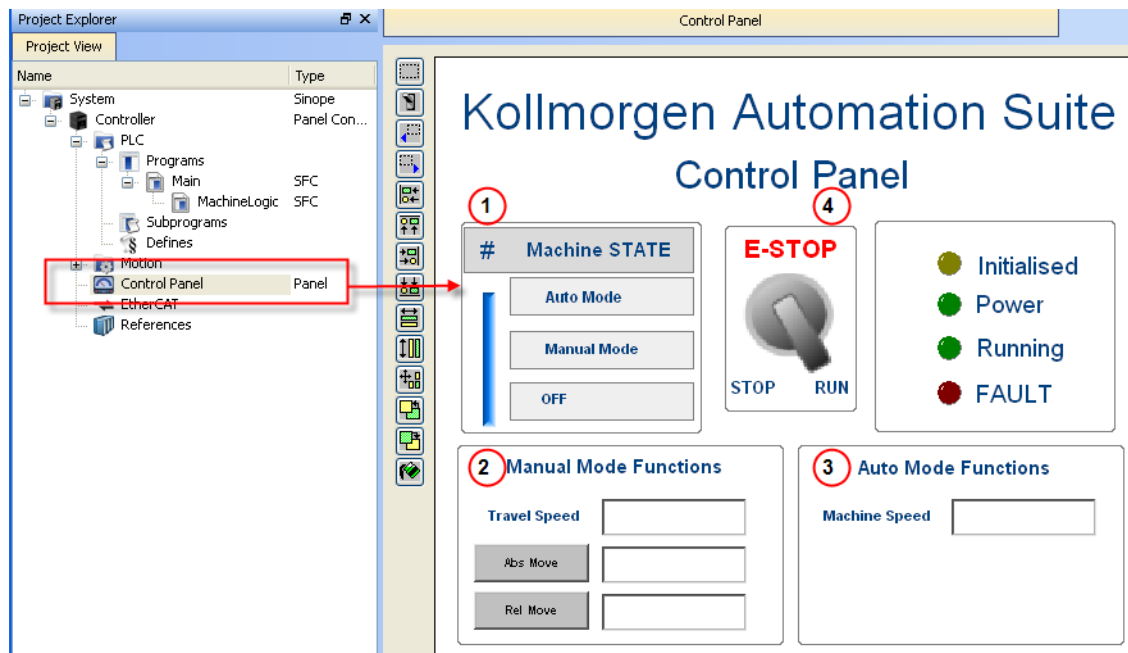 Project Explorer
Project View
Name Type
System Sinope
Controller Panel Con...
PLC
Programs
Main SFC
MachineLogic SFC
Subprograms
Defines
Motion
Control Panel Panel
EtherCAT
References
Control Panel
Kollmorgen Automation Suite
Control Panel
1
# Machine STATE
Auto Mode
Manual Mode
OFF
4
E-STOP
STOP RUN
Initialised
Power
Running
FAULT
2 Manual Mode Functions
Travel Speed
Abs Move
Rel Move
3 Auto Mode Functions
Machine Speed